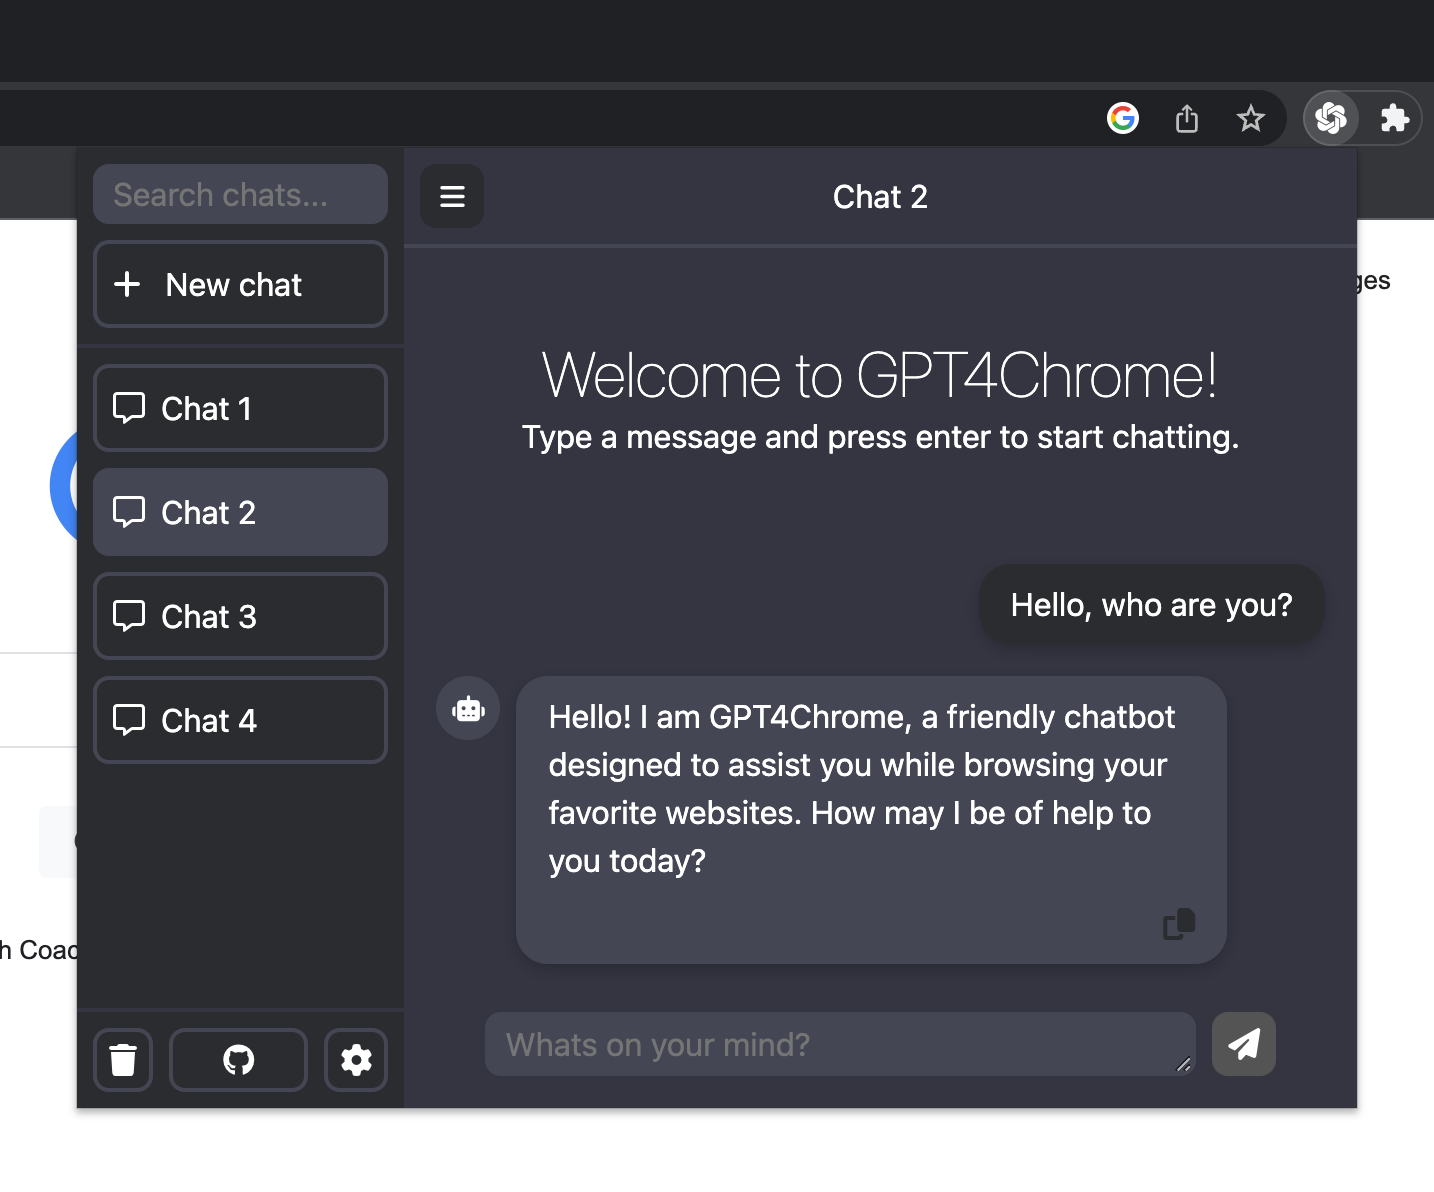 Search chats...
New chat
Chat 1
Chat 2
Chat 3
Chat 4
Chat 2
Welcome to GPT4Chrome!
Type a message and press enter to start chatting.
Hello, who are you?
Hello! I am GPT4Chrome, a friendly chatbot
designed to assist you while browsing your
favorite websites. How may I be of help to
you today?
Whats on your mind?